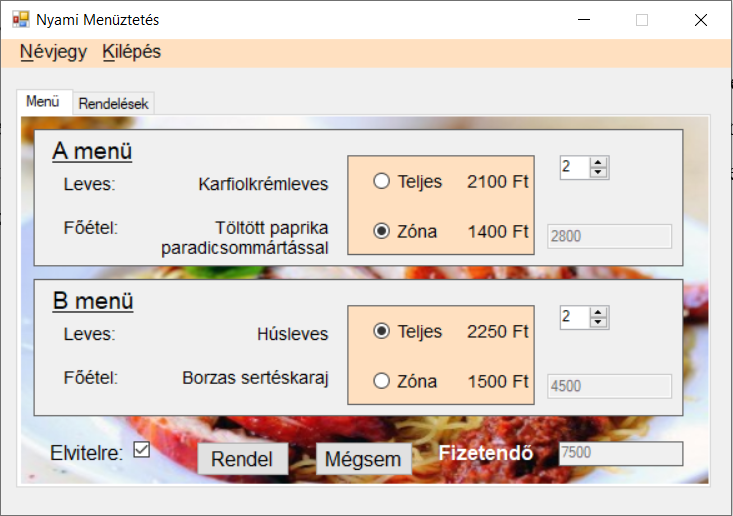 Nyami Menüztetés
Névjegy Kilépés
Menü Rendelések
A menü
Leves: Karfiolkrémleves
Főétel: Töltött paprika
paradicsommártással
Teljes 2100 Ft
Zóna 1400 Ft
2
2800
B menü
Leves: Húsleves
Főétel: Borzas sertéskaraj
Teljes 2250 Ft
Zóna 1500 Ft
2
4500
Elvitelre: Rendel Mégsem Fizetendő 7500